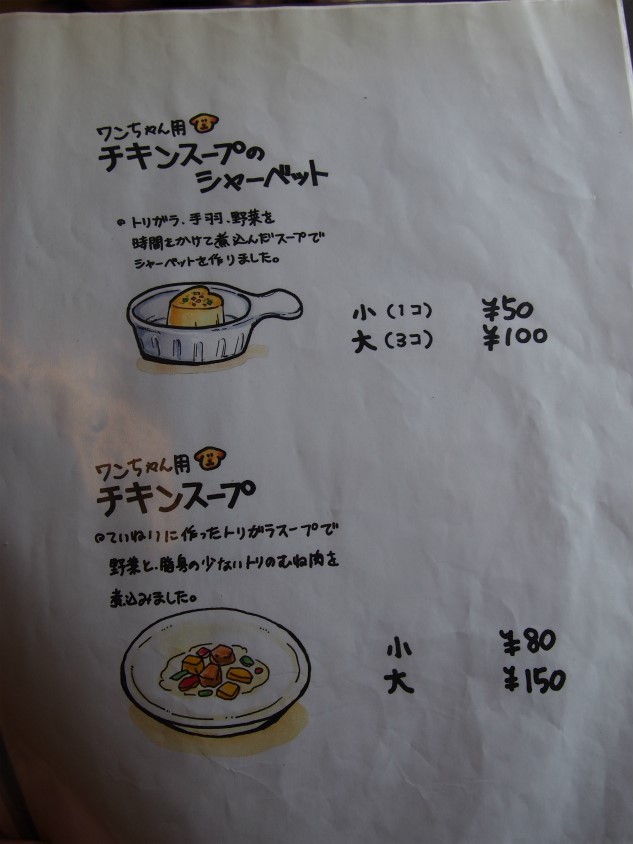 ワンちゃん用
チキンスープの
シャーベット
トリガラ、手羽、野菜を
時間をかけて煮込んだスープで
シャーベットを作りました。
小(1コ) ¥50
大(3コ) ¥100
ワンちゃん用
チキンスープ
ていねいに作ったトリガラスープで
野菜と、脂身の少ないトリのむね肉を
煮込みました。
小 ¥80
大 ¥150